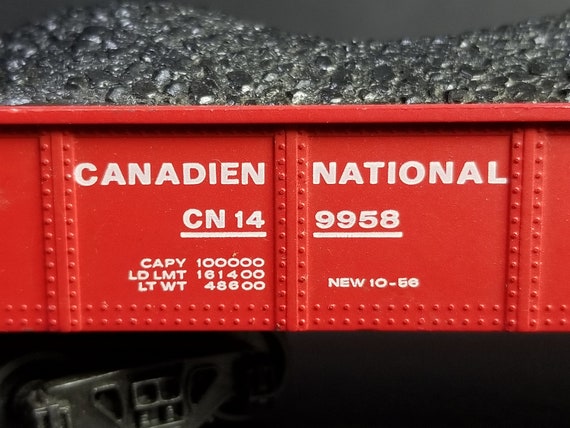 CANADIEN NATIONAL
CN 14 9958
CAPY 100000
LD LMT 161400
LT WT 48600
NEW 10-56